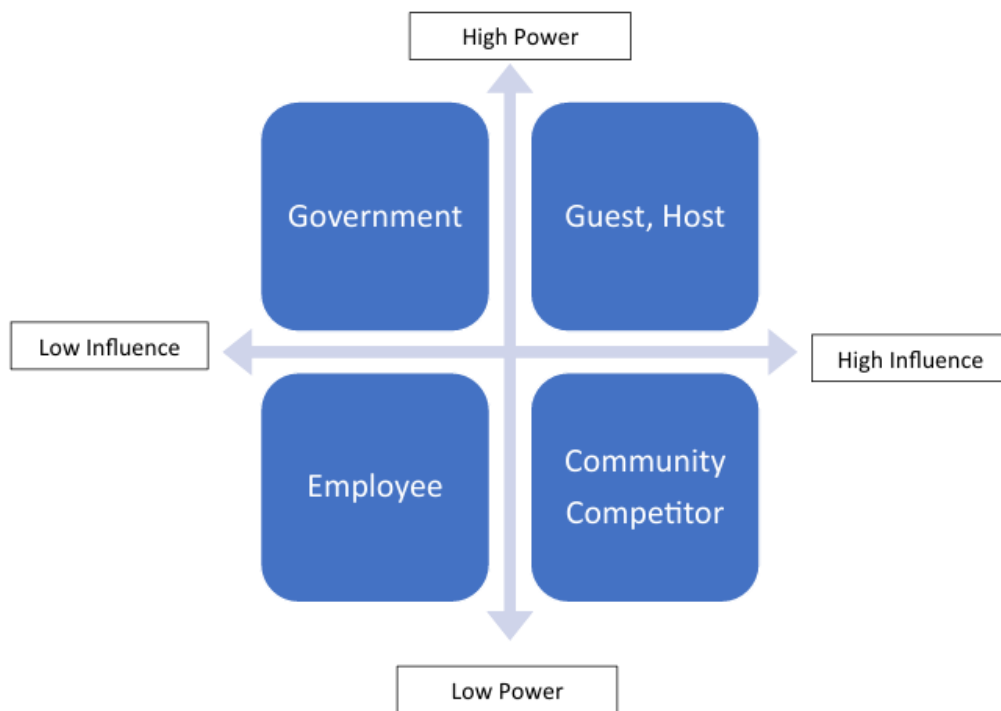 High Power
Government
Guest, Host
Low Influence
High Influence
Employee
Community
Competitor
Low Power